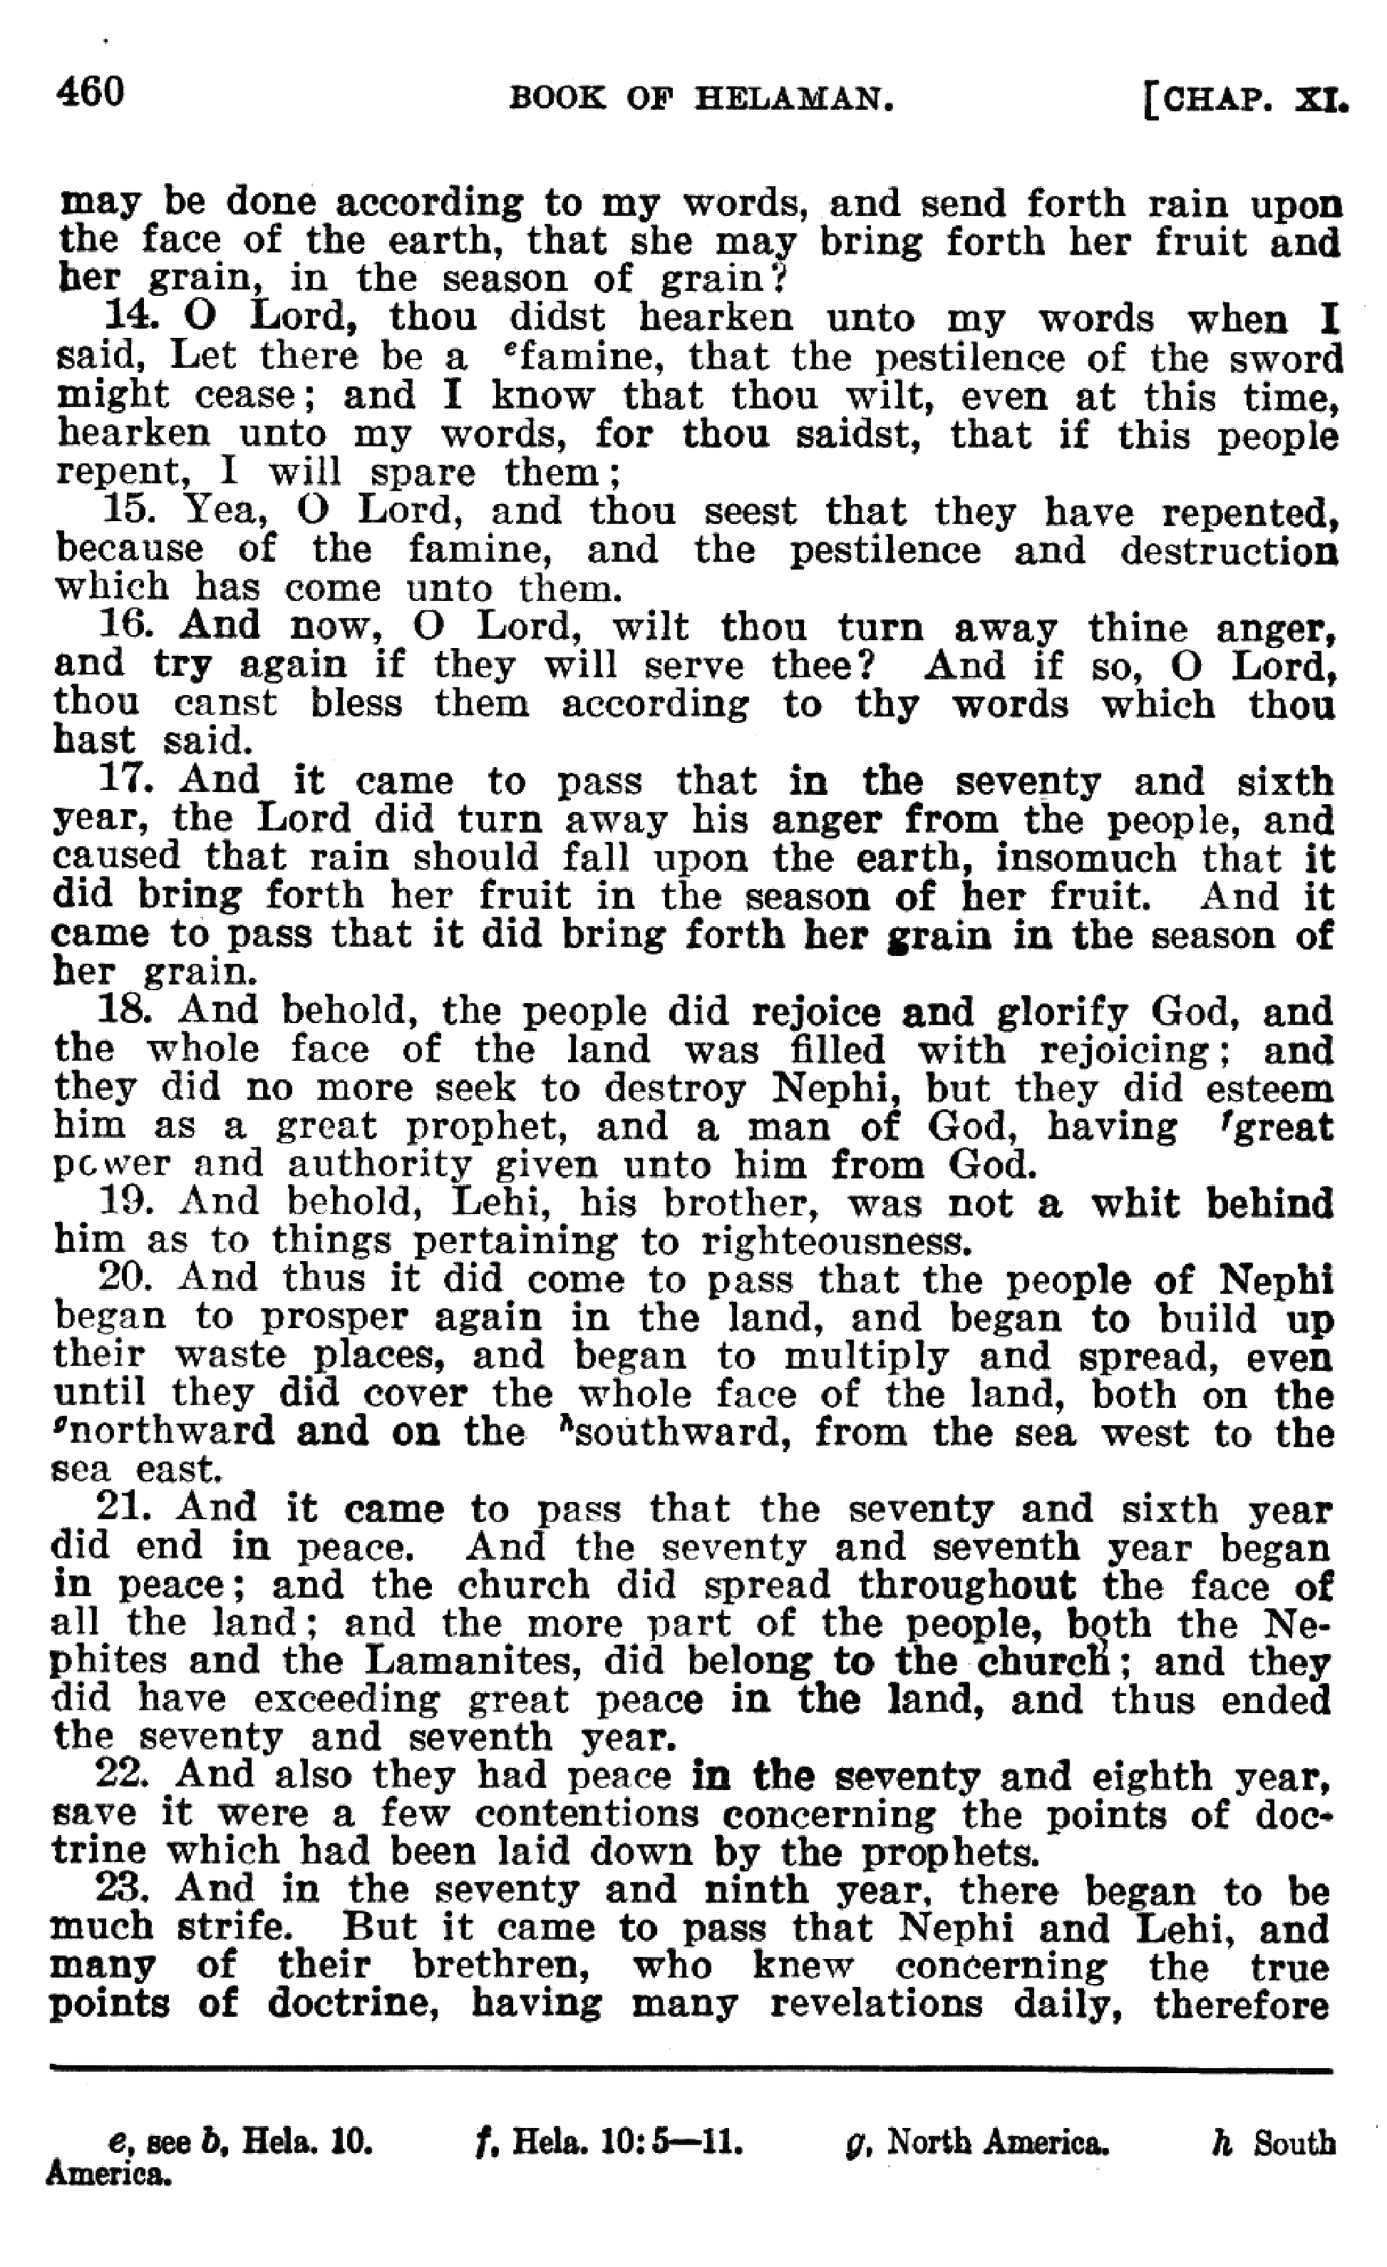 460 BOOK OF HELAMAN. [CHAP. XI.
may be done according to my words, and send forth rain upon
the face of the earth, that she may bring forth her fruit and
her grain, in the season of grain?
14. O Lord, thou didst hearken unto my words when I
said, Let there be a ᵉfamine, that the pestilence of the sword
might cease; and I know that thou wilt, even at this time,
hearken unto my words, for thou saidst, that if this people
repent, I will spare them;
15. Yea, O Lord, and thou seest that they have repented,
because of the famine, and the pestilence and destruction
which has come unto them.
16. And now, O Lord, wilt thou turn away thine anger,
and try again if they will serve thee? And if so, O Lord,
thou canst bless them according to thy words which thou
hast said.
17. And it came to pass that in the seventy and sixth
year, the Lord did turn away his anger from the people, and
caused that rain should fall upon the earth, insomuch that it
did bring forth her fruit in the season of her fruit. And it
came to pass that it did bring forth her grain in the season of
her grain.
18. And behold, the people did rejoice and glorify God, and
the whole face of the land was filled with rejoicing; and
they did no more seek to destroy Nephi, but they did esteem
him as a great prophet, and a man of God, having ᶠgreat
power and authority given unto him from God.
19. And behold, Lehi, his brother, was not a whit behind
him as to things pertaining to righteousness.
20. And thus it did come to pass that the people of Nephi
began to prosper again in the land, and began to build up
their waste places, and began to multiply and spread, even
until they did cover the whole face of the land, both on the
ᵍnorthward and on the ʰsouthward, from the sea west to the
sea east.
21. And it came to pass that the seventy and sixth year
did end in peace. And the seventy and seventh year began
in peace; and the church did spread throughout the face of
all the land; and the more part of the people, both the Ne-
phites and the Lamanites, did belong to the church; and they
did have exceeding great peace in the land, and thus ended
the seventy and seventh year.
22. And also they had peace in the seventy and eighth year,
save it were a few contentions concerning the points of doc-
trine which had been laid down by the prophets.
23. And in the seventy and ninth year, there began to be
much strife. But it came to pass that Nephi and Lehi, and
many of their brethren, who knew concerning the true
points of doctrine, having many revelations daily, therefore
e, see b, Hela. 10. f, Hela. 10:5—11. g, North America. h South
America.